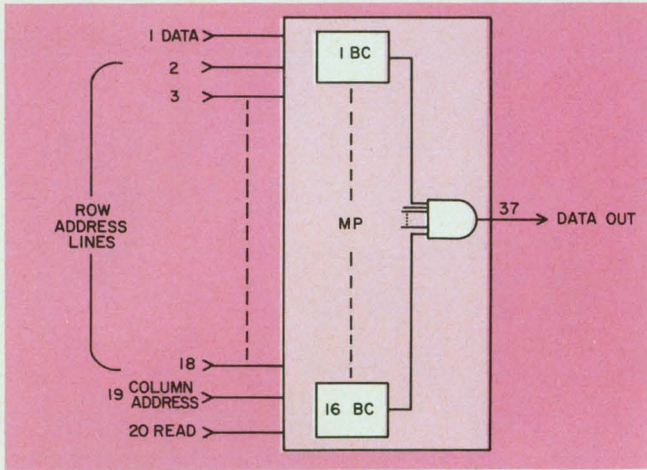 1 DATA
2
3
ROW
ADDRESS
LINES
18
19 COLUMN
ADDRESS
20 READ
1 BC
MP
16 BC
37
DATA OUT